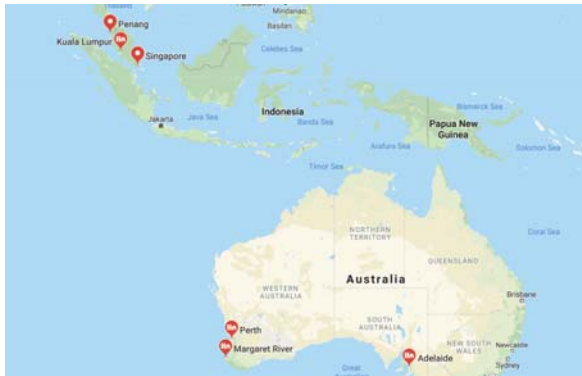 Thailand
Penang
Kuala Lumpur
Singapore
Mindanao
Basilan
Celebes Sea
Jakarta
Java Sea
Indonesia
Banda Sea
Bismarck Sea
Papua New
Guinea
Arafura Sea
Solomon Sea
Timor Sea
Coral Sea
NORTHERN
TERRITORY
QUEENSLAND
Australia
WESTERN
AUSTRALIA
Brisbane
SOUTH
AUSTRALIA
Perth
Margaret River
NEW SOUTH
WALES
Newcastle
Adelaide
Sydney
Great